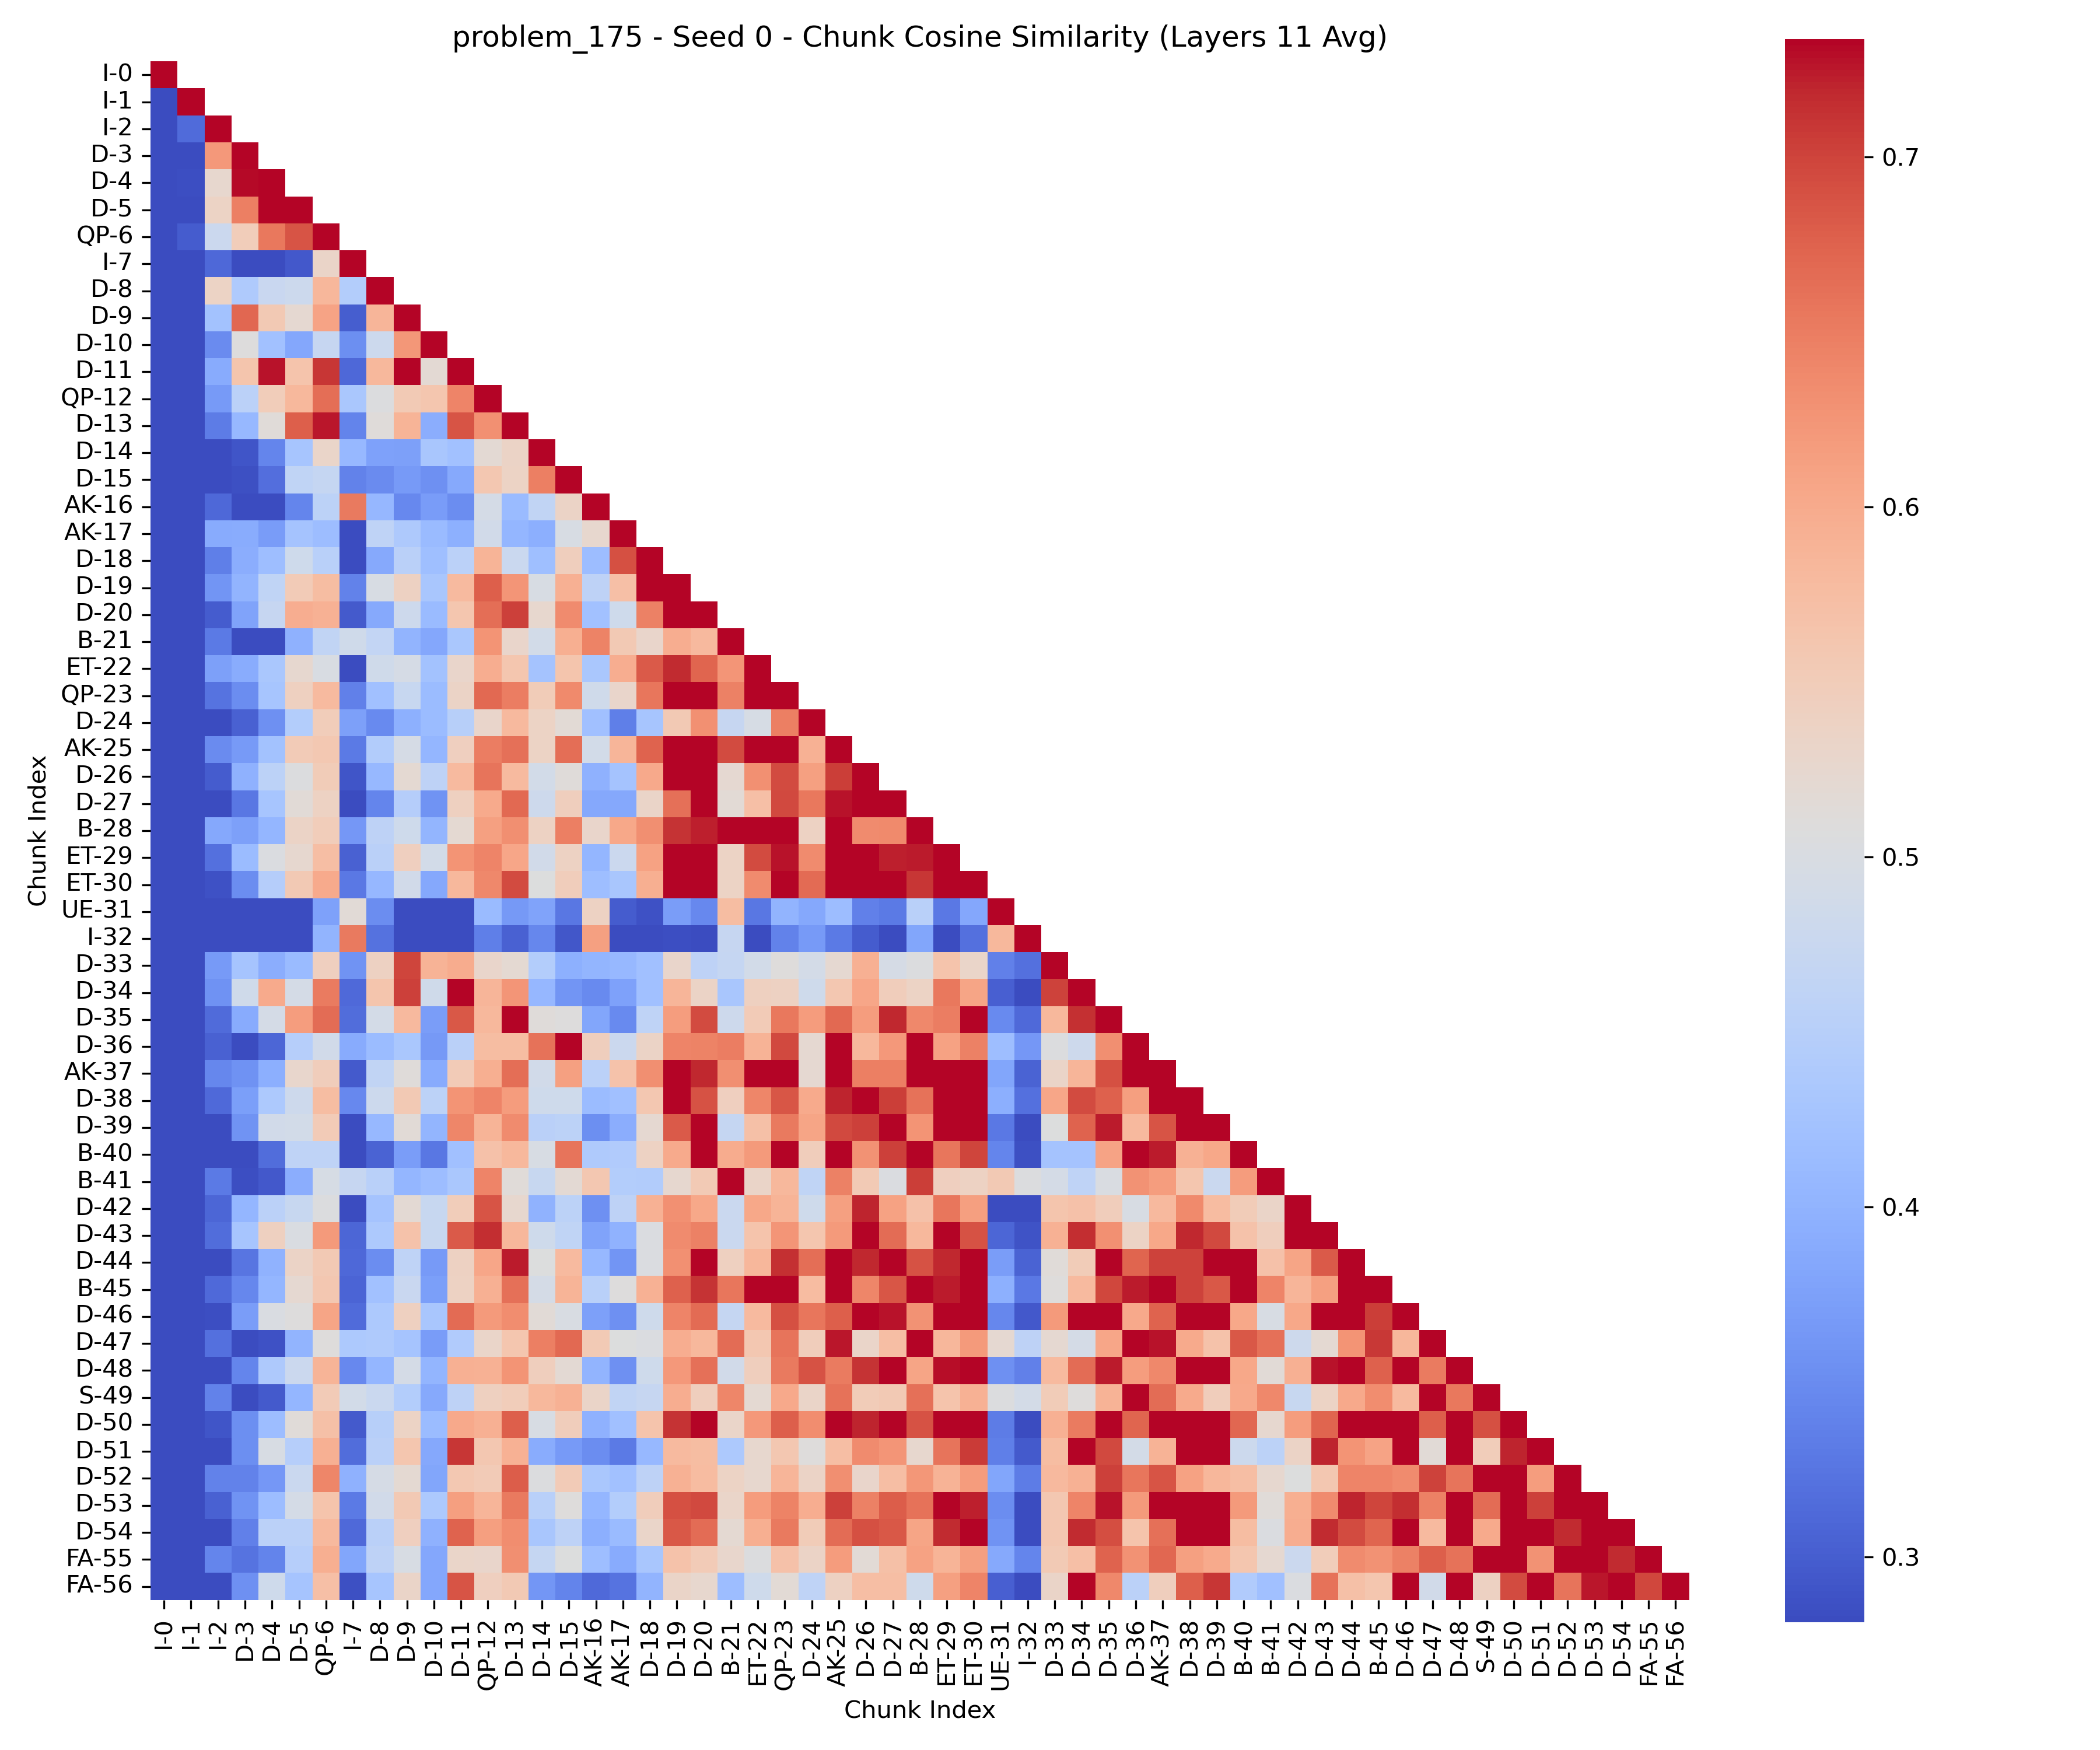 problem_175 - Seed 0 - Chunk Cosine Similarity (Layers 11 Avg)
Chunk Index
I-0
I-1
I-2
D-3
D-4
D-5
QP-6
I-7
D-8
D-9
D-10
D-11
QP-12
D-13
D-14
D-15
AK-16
AK-17
D-18
D-19
D-20
B-21
ET-22
QP-23
D-24
AK-25
D-26
D-27
B-28
ET-29
ET-30
UE-31
I-32
D-33
D-34
D-35
D-36
AK-37
D-38
D-39
B-40
B-41
D-42
D-43
D-44
B-45
D-46
D-47
D-48
S-49
D-50
D-51
D-52
D-53
D-54
FA-55
FA-56
I-0 I-1 I-2 D-3 D-4 D-5 QP-6 I-7 D-8 D-9 D-10 D-11 QP-12 D-13 D-14 D-15 AK-16 AK-17 D-18 D-19 D-20 B-21 ET-22 QP-23 D-24 AK-25 D-26 D-27 B-28 ET-29 ET-30 UE-31 I-32 D-33 D-34 D-35 D-36 AK-37 D-38 D-39 B-40 B-41 D-42 D-43 D-44 B-45 D-46 D-47 D-48 S-49 D-50 D-51 D-52 D-53 D-54 FA-55 FA-56
Chunk Index
0.7
0.6
0.5
0.4
0.3